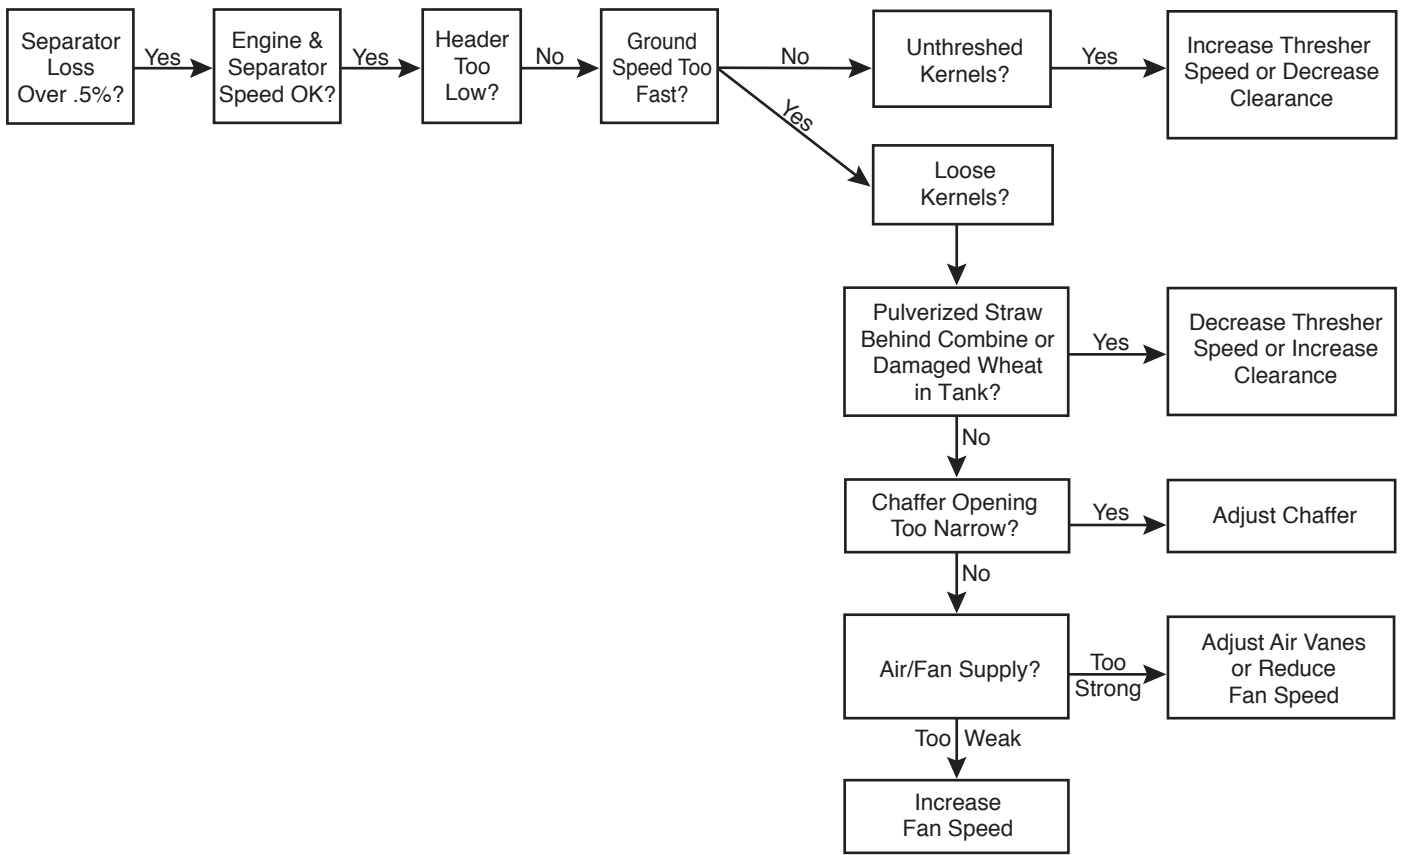 Separator
Loss
Over .5%?
Yes
Engine &
Separator
Speed OK?
Yes
Header
Too
Low?
No
Ground
Speed Too
Fast?
No
Unthreshed
Kernels?
Yes
Increase Thresher
Speed or Decrease
Clearance
Yes
Loose
Kernels?
Pulverized Straw
Behind Combine or
Damaged Wheat
in Tank?
Yes
Decrease Thresher
Speed or Increase
Clearance
No
Chaffer Opening
Too Narrow?
Yes
Adjust Chaffer
No
Air/Fan Supply?
Too
Strong
Adjust Air Vanes
or Reduce
Fan Speed
Too Weak
Increase
Fan Speed